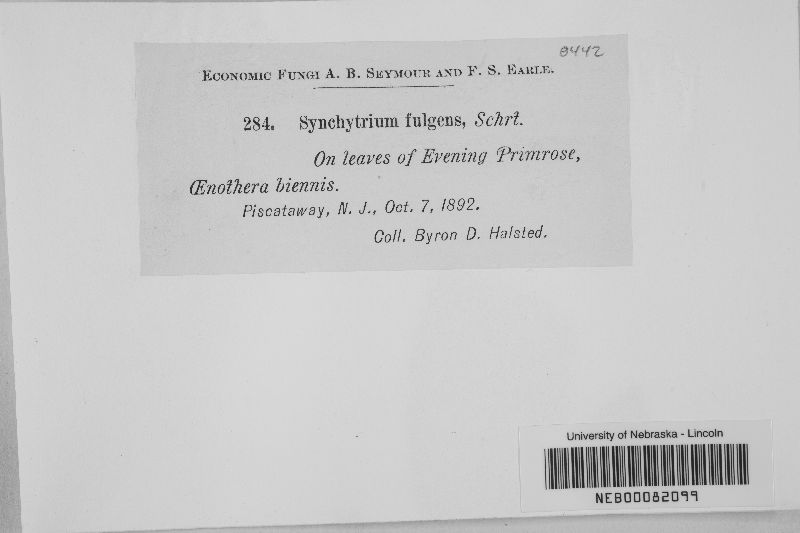 8442
Economic Fungi A. B. Seymour and F. S. Earle.
284. Synchytrium fulgens, Schrt.
On leaves of Evening Primrose,
Œnothera biennis.
Piscataway, N. J., Oct. 7, 1892.
Coll. Byron D. Halsted.
University of Nebraska - Lincoln
NEB00082099